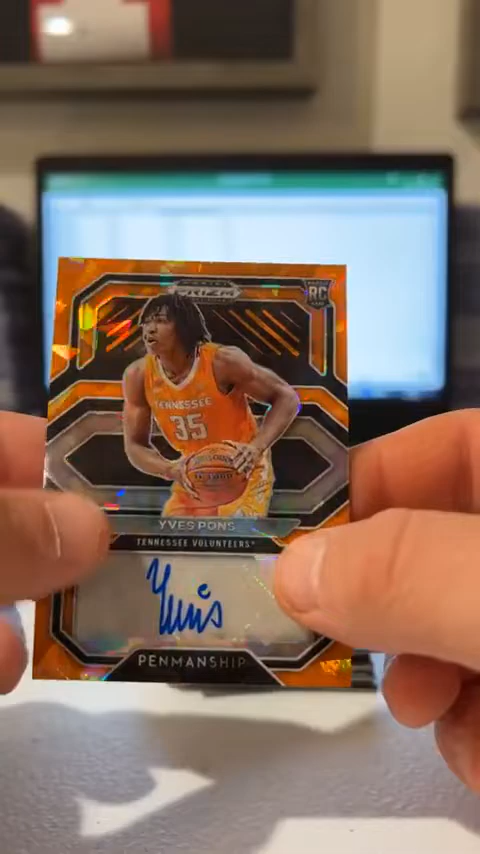 PRIZM
RC
TENNESSEE
35
YVES PONS
TENNESSEE VOLUNTEERS
PENMANSHIP